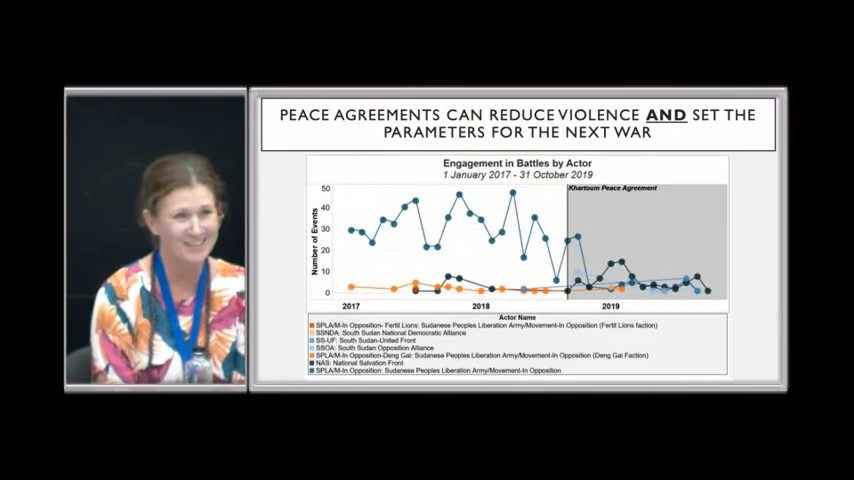 PEACE AGREEMENTS CAN REDUCE VIOLENCE AND SET THE
PARAMETERS FOR THE NEXT WAR
Engagement in Battles by Actor
1 January 2017 - 31 October 2019
Khartoum Peace Agreement
Number of Events
50
40
30
20
10
0
2017 2018 2019
Actor Name
SPLA/M-In Opposition- Fertit Lions: Sudanese Peoples Liberation Army/Movement-In Opposition (Fertit Lions faction)
SSNDA: South Sudan National Democratic Alliance
SS-UF: South Sudan-United Front
SSOA: South Sudan Opposition Alliance
SPLA/M-In Opposition-Deng Gai: Sudanese Peoples Liberation Army/Movement-In Opposition (Deng Gai Faction)
NAS: National Salvation Front
SPLA/M-In Opposition: Sudanese Peoples Liberation Army/Movement-In Opposition